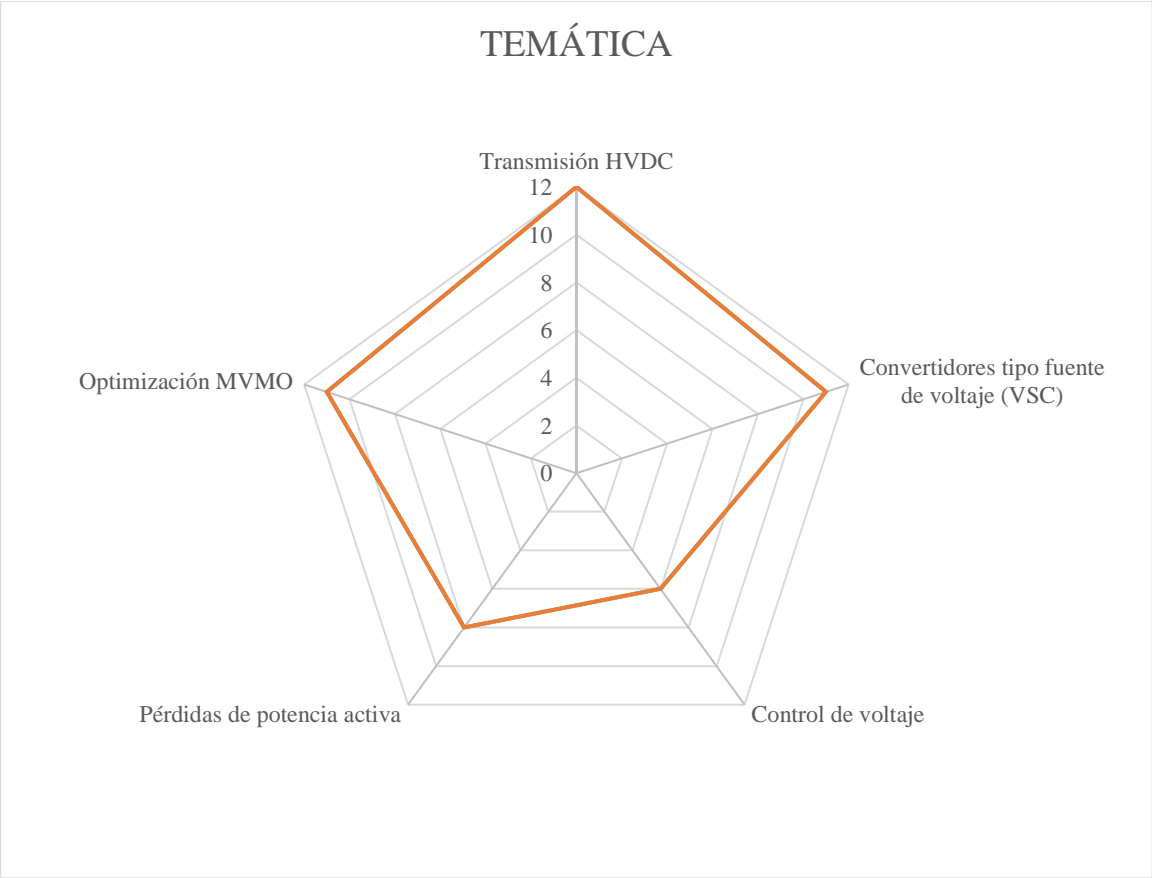 TEMÁTICA
Transmisión HVDC
12
10
8
6
4
2
0
Convertidores tipo fuente
de voltaje (VSC)
Optimización MVMO
Pérdidas de potencia activa
Control de voltaje